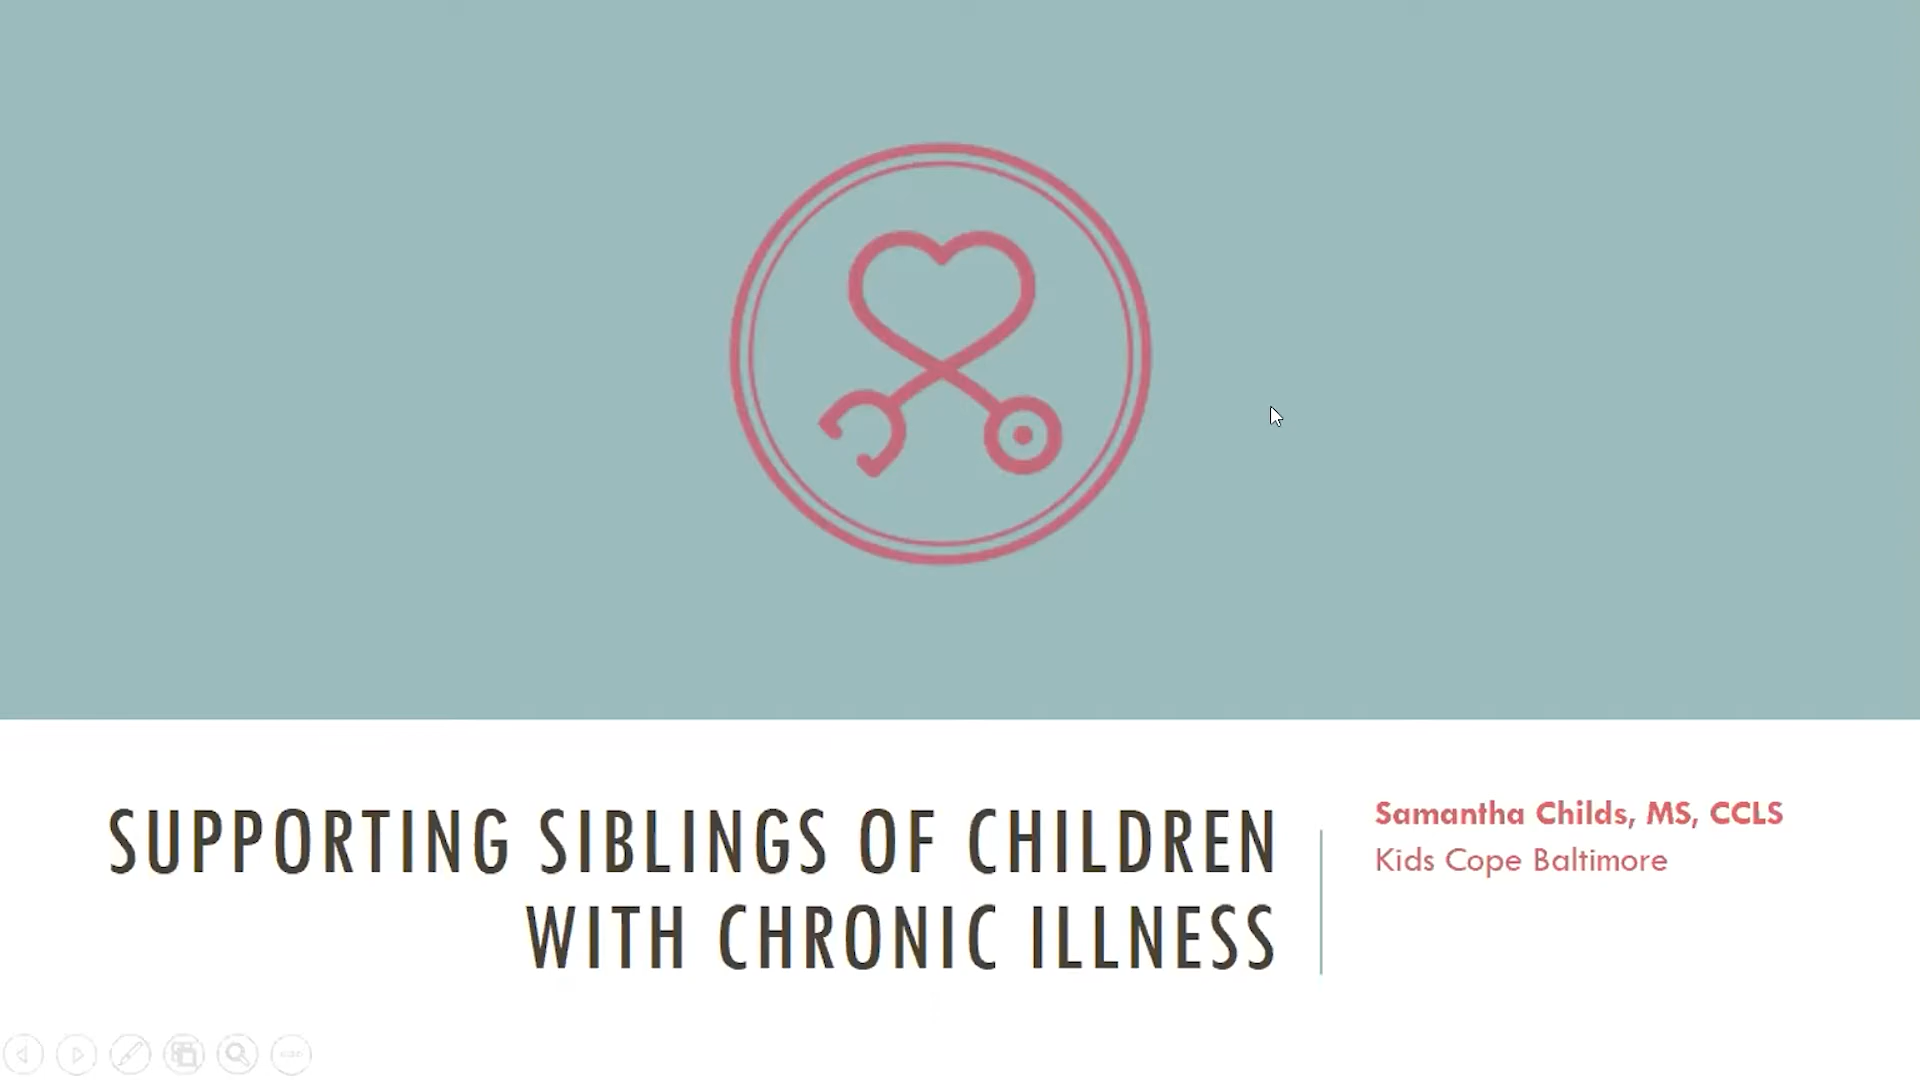 SUPPORTING SIBLINGS OF CHILDREN
WITH CHRONIC ILLNESS
Samantha Childs, MS, CCLS
Kids Cope Baltimore